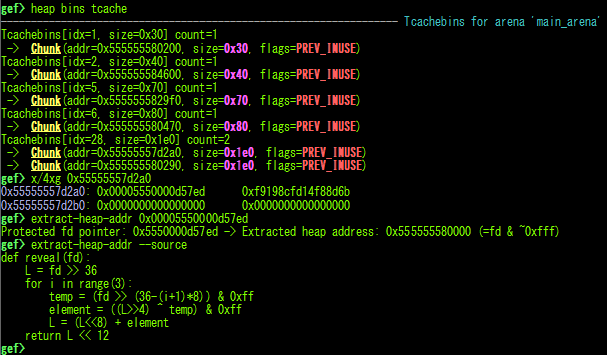 gef> heap bins tcache
Tcachebins for arena 'main_arena'
Tcachebins[idx=1, size=0x30] count=1
 -> Chunk(addr=0x555555580200, size=0x30, flags=PREV_INUSE)
Tcachebins[idx=2, size=0x40] count=1
 -> Chunk(addr=0x555555584600, size=0x40, flags=PREV_INUSE)
Tcachebins[idx=5, size=0x70] count=1
 -> Chunk(addr=0x5555555829f0, size=0x70, flags=PREV_INUSE)
Tcachebins[idx=6, size=0x80] count=1
 -> Chunk(addr=0x555555580470, size=0x80, flags=PREV_INUSE)
Tcachebins[idx=28, size=0x1e0] count=2
 -> Chunk(addr=0x55555557d2a0, size=0x1e0, flags=PREV_INUSE)
 -> Chunk(addr=0x555555580290, size=0x1e0, flags=PREV_INUSE)
gef> x/4xg 0x55555557d2a0
0x55555557d2a0: 0x00005550000d57ed 0xf9198cfd14f88d6b
0x55555557d2b0: 0x0000000000000000 0x0000000000000000
gef> extract-heap-addr 0x00005550000d57ed
Protected fd pointer: 0x5550000d57ed -> Extracted heap address: 0x555555580000 (=fd & ~0xfff)
gef> extract-heap-addr --source
def reveal(fd):
    L = fd >> 36
    for i in range(3):
        temp = (fd >> (36-(i+1)*8)) & 0xff
        element = ((L>>4) ^ temp) & 0xff
        L = (L<<8) + element
    return L << 12
gef>